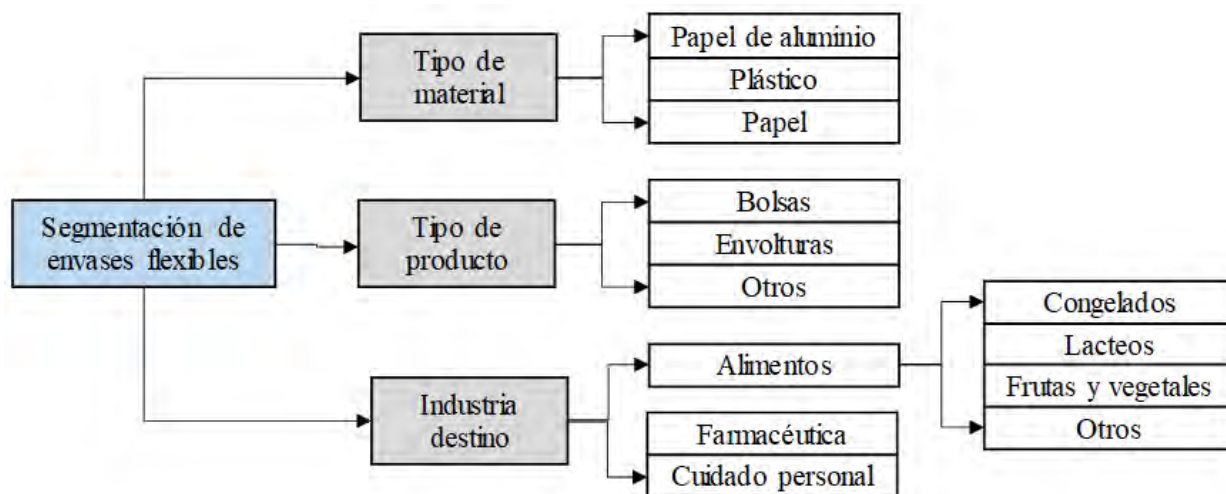 Tipo de
material
Papel de aluminio
Plástico
Papel
Segmentación de
envases flexibles
Tipo de
producto
Bolsas
Envolturas
Otros
Industria
destino
Alimentos
Farmacéutica
Cuidado personal
Congelados
Lacteos
Frutas y vegetales
Otros